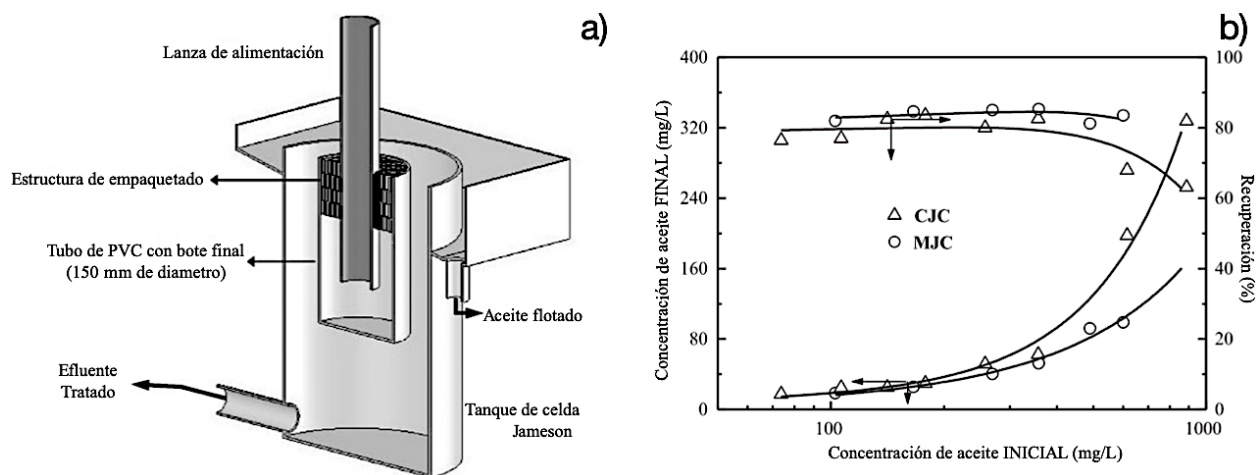 a)
Lanza de alimentación
Estructura de empaquetado
Tubo de PVC con bote final
(150 mm de diametro)
Aceite flotado
Efluente
Tratado
Tanque de celda
Jameson
b)
400
320
240
160
80
0
Concentración de aceite FINAL (mg/L)
CJC
MJC
100
80
60
40
20
0
Recuperación (%)
100
1000
Concentración de aceite INICIAL (mg/L)